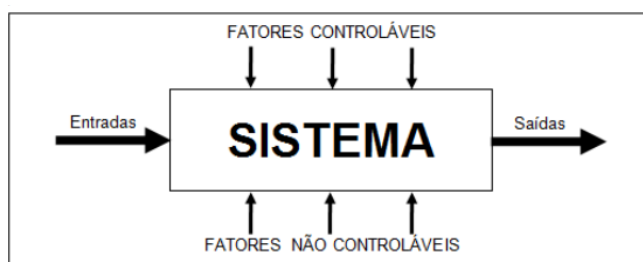 FATORES CONTROLÁVEIS
Entradas
SISTEMA
Saídas
FATORES NÃO CONTROLÁVEIS